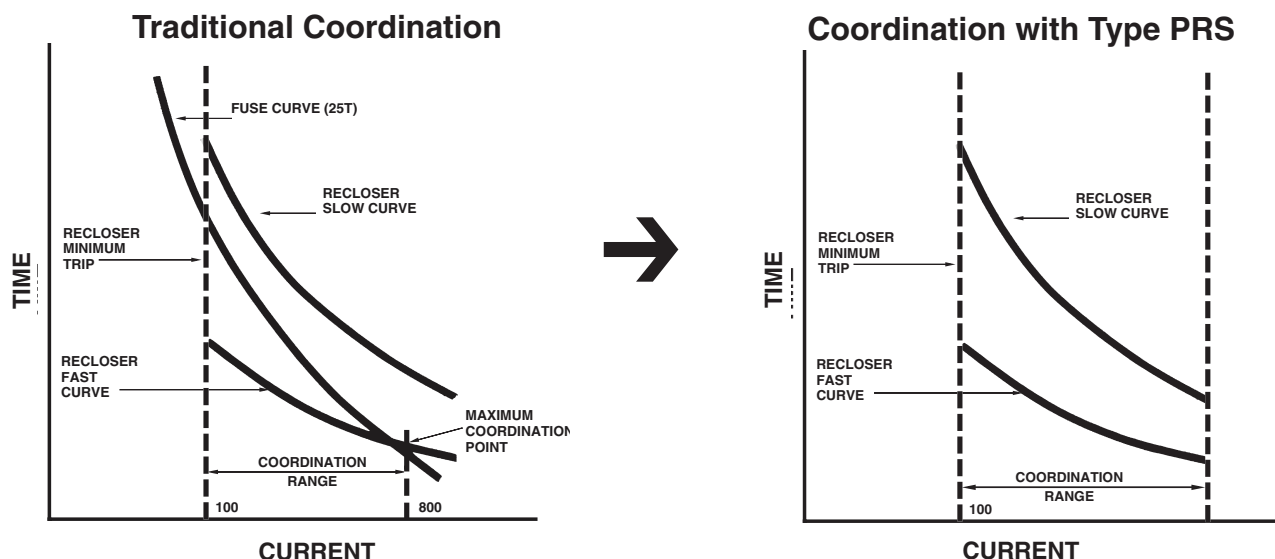 Traditional Coordination
FUSE CURVE (25T)
RECLOSER
SLOW CURVE
RECLOSER
MINIMUM
TRIP
TIME
RECLOSER
FAST
CURVE
MAXIMUM
COORDINATION
POINT
COORDINATION
RANGE
100
800
CURRENT
Coordination with Type PRS
RECLOSER
SLOW CURVE
RECLOSER
MINIMUM
TRIP
TIME
RECLOSER
FAST
CURVE
COORDINATION
RANGE
100
CURRENT